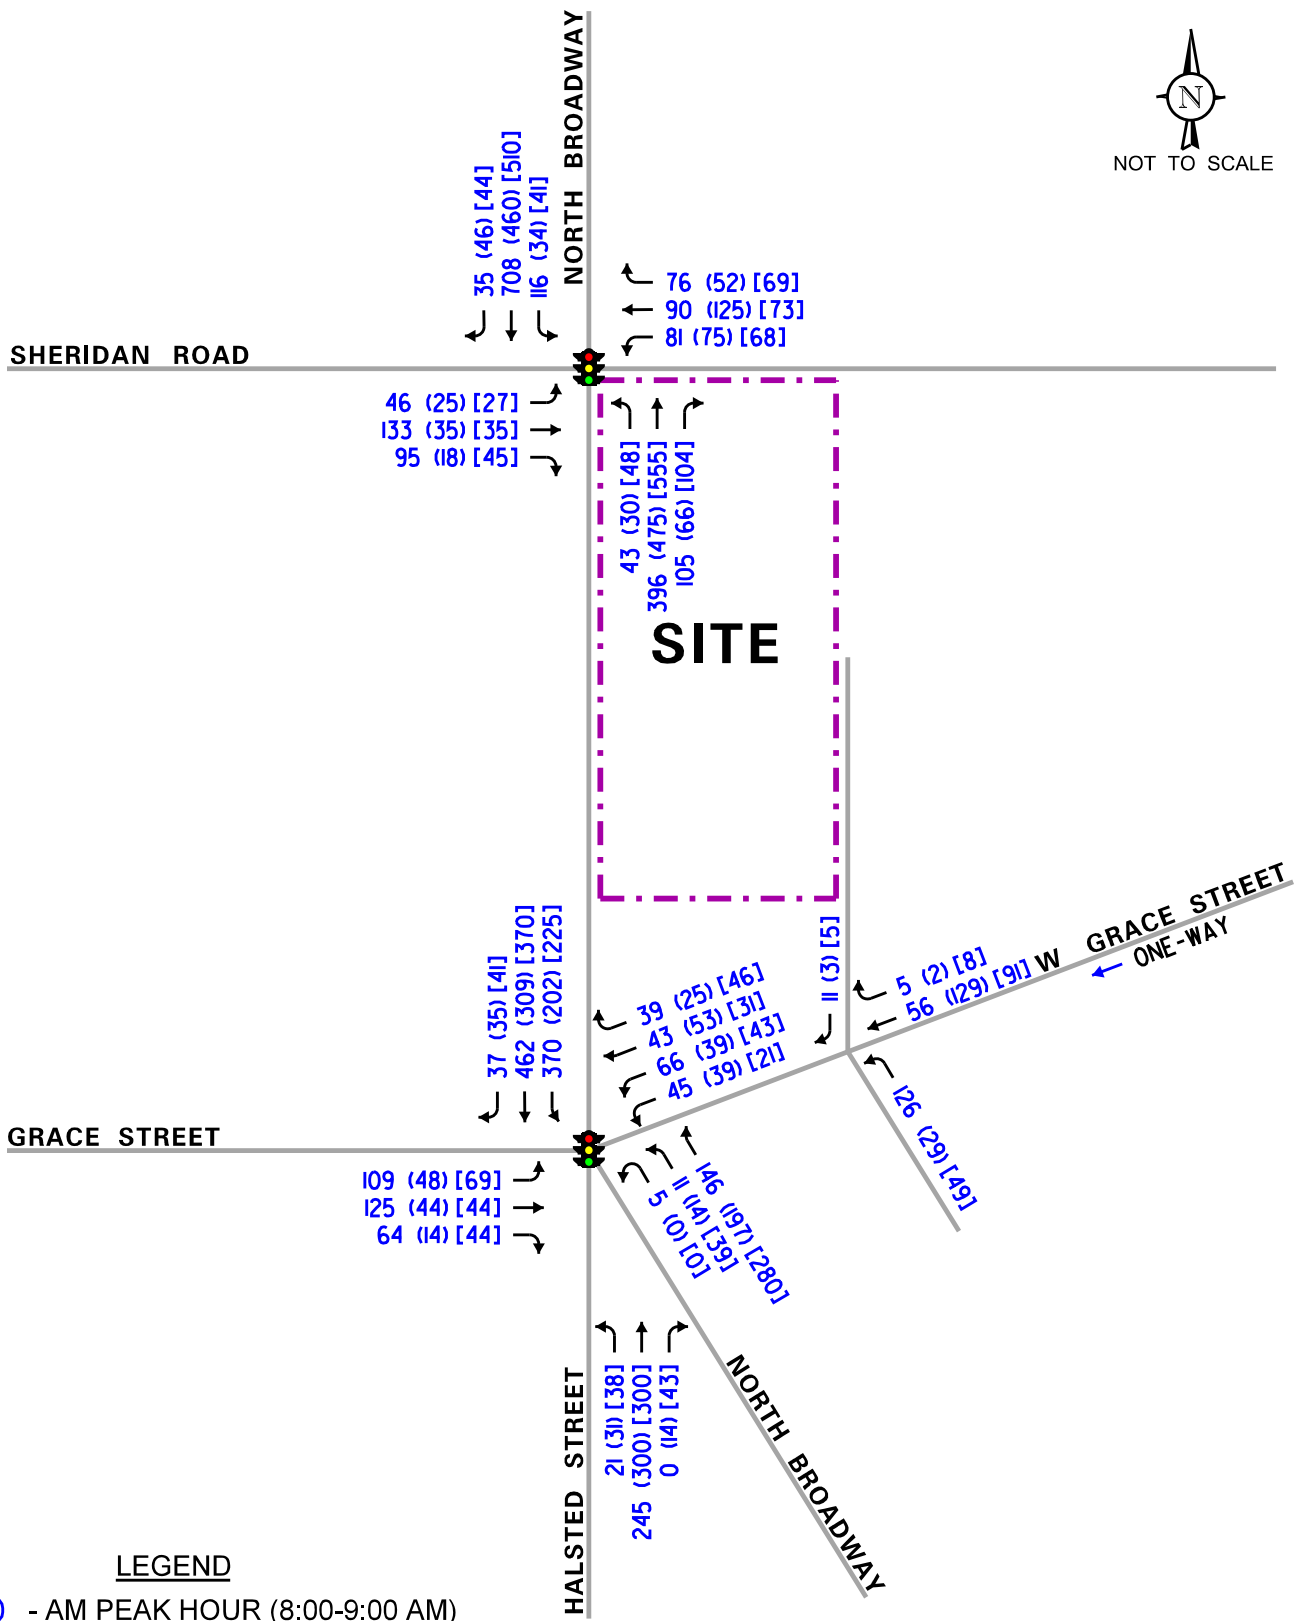 NORTH BROADWAY
N
NOT TO SCALE
35 (46) [44]
708 (460) [510]
116 (34) [41]
76 (52) [69]
90 (125) [73]
81 (75) [68]
SHERIDAN ROAD
46 (25) [27]
133 (35) [35]
95 (18) [45]
43 (30) [48]
396 (475) [555]
105 (66) [104]
SITE
37 (35) [41]
462 (309) [370]
370 (202) [225]
39 (25) [46]
43 (53) [31]
66 (39) [43]
45 (39) [21]
11 (3) [5]
5 (2) [8]
56 (129) [91]
W GRACE STREET
ONE-WAY
126 (29) [49]
GRACE STREET
109 (48) [69]
125 (44) [44]
64 (14) [44]
146 (197) [280]
11 (14) [39]
5 (0) [0]
21 (31) [38]
245 (300) [300]
0 (14) [43]
HALSTED STREET
NORTH BROADWAY
LEGEND
- AM PEAK HOUR (8:00-9:00 AM)